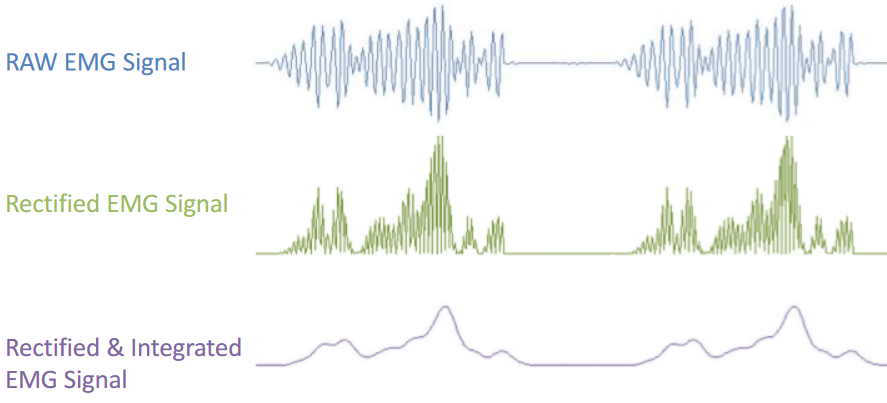 RAW EMG Signal
Rectified EMG Signal
Rectified & Integrated
EMG Signal